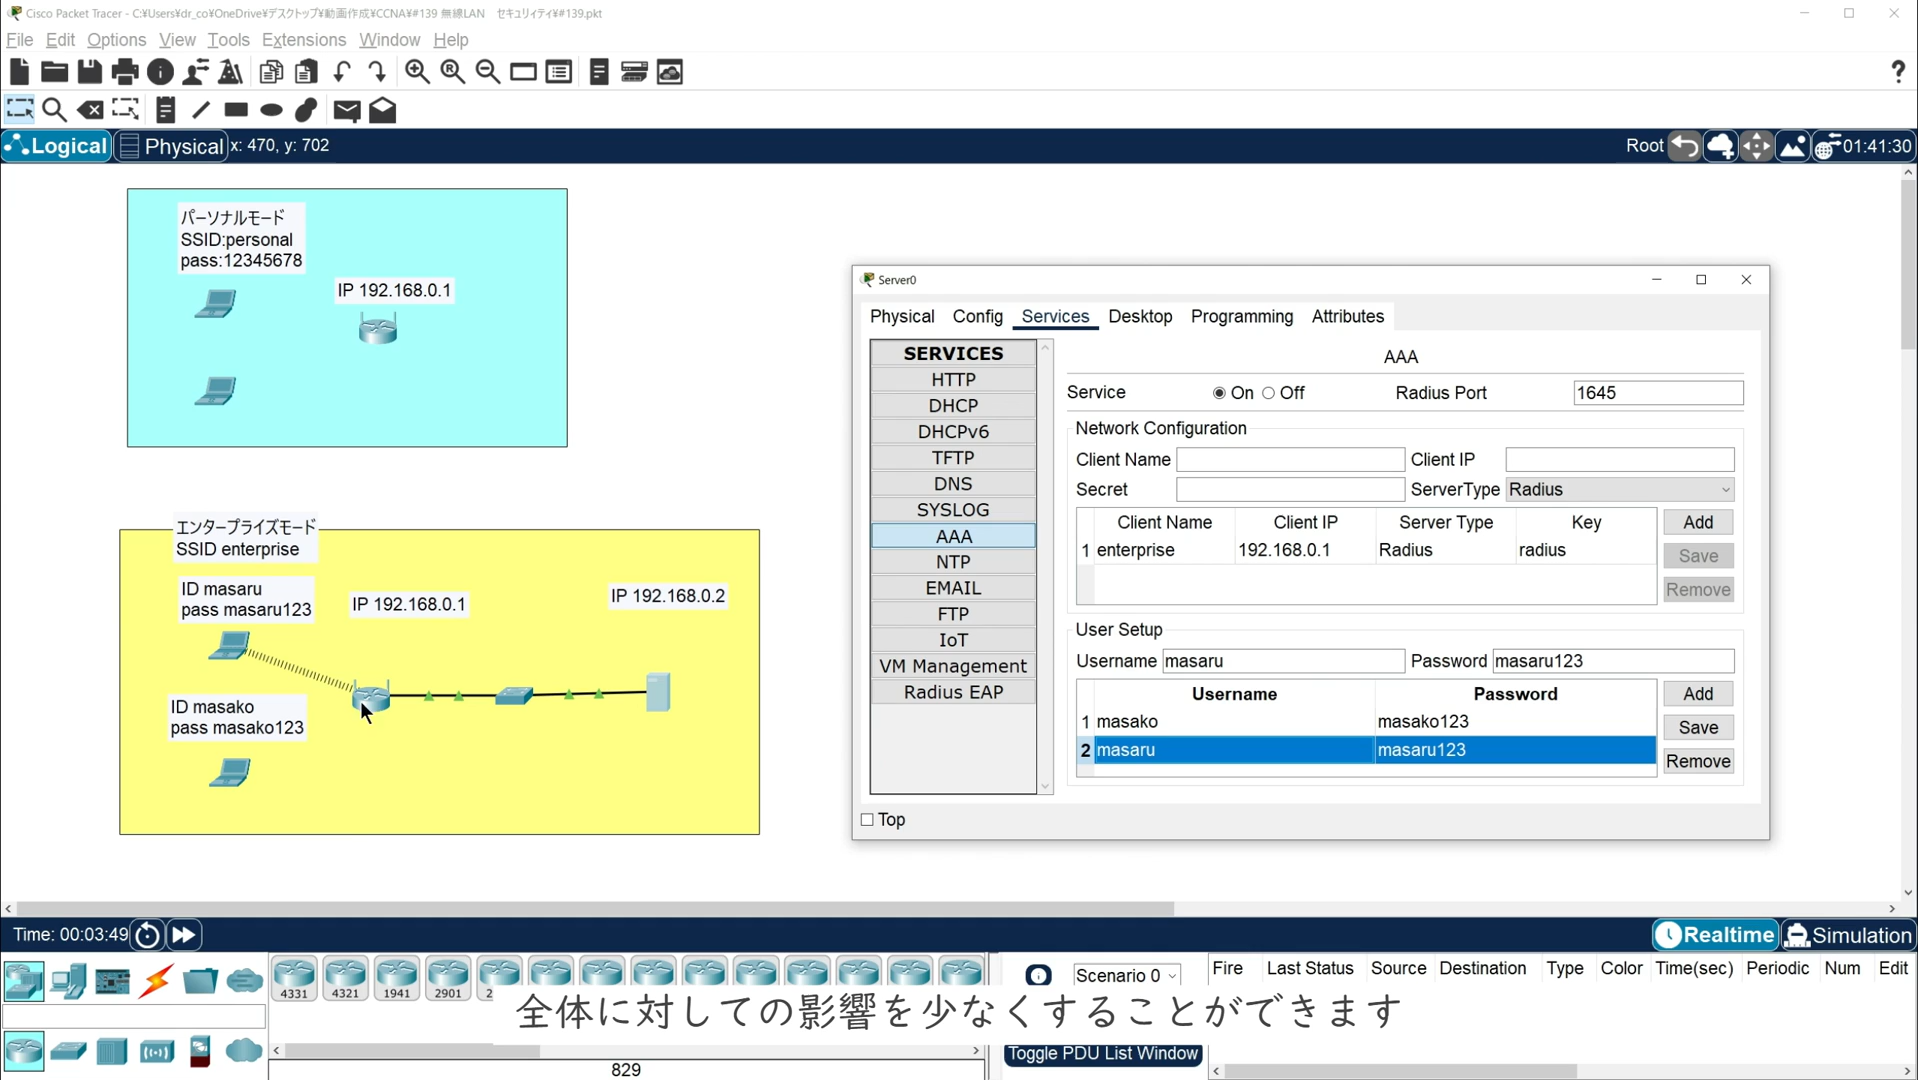 Cisco Packet Tracer - C:¥Users¥dr_co¥OneDrive¥デスクトップ¥動画作成¥CCNA¥#139 無線LAN　セキュリィティ¥#139.pkt
File Edit Options View Tools Extensions Window Help
Logical Physical x: 470, y: 702
Root 01:41:30
パーソナルモード
SSID:personal
pass:12345678
IP 192.168.0.1
エンタープライズモード
SSID enterprise
ID masaru
pass masaru123
IP 192.168.0.1
IP 192.168.0.2
ID masako
pass masako123
Server0
Physical Config Services Desktop Programming Attributes
SERVICES
HTTP
DHCP
DHCPv6
TFTP
DNS
SYSLOG
AAA
NTP
EMAIL
FTP
IoT
VM Management
Radius EAP
AAA
Service On Off Radius Port 1645
Network Configuration
Client Name Client IP
Secret ServerType Radius
Client Name Client IP Server Type Key Add
1 enterprise 192.168.0.1 Radius radius Save
Remove
User Setup
Username masaru Password masaru123
Username Password Add
1 masako masako123
Save
2 masaru masaru123
Remove
Top
Time: 00:03:49
Realtime Simulation
4331 4321 1941 2901 2
Scenario 0
Fire Last Status Source Destination Type Color Time(sec) Periodic Num Edit
全体に対しての影響を少なくすることができます
Toggle PDU List Window
829